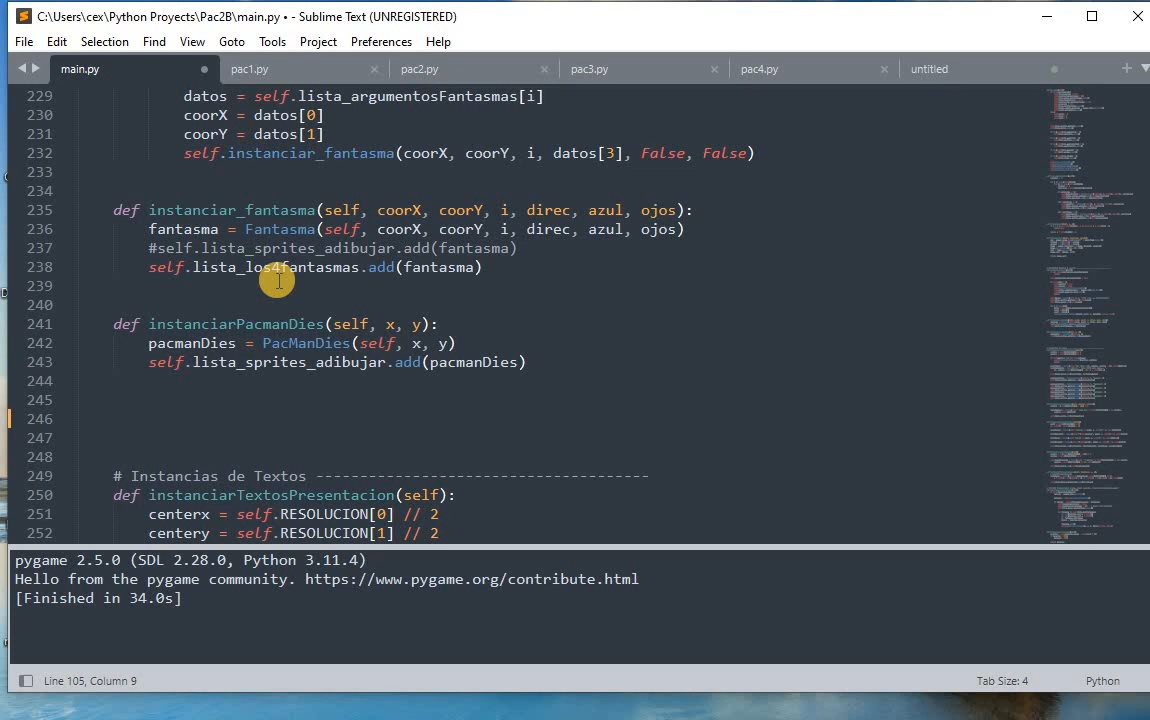 C:\Users\cex\Python Proyects\Pac2B\main.py • - Sublime Text (UNREGISTERED)
File Edit Selection Find View Goto Tools Project Preferences Help
main.py pac1.py pac2.py pac3.py pac4.py untitled
229 datos = self.lista_argumentosFantasmas[i]
230 coorX = datos[0]
231 coorY = datos[1]
232 self.instanciar_fantasma(coorX, coorY, i, datos[3], False, False)
233
234
235 def instanciar_fantasma(self, coorX, coorY, i, direc, azul, ojos):
236 fantasma = Fantasma(self, coorX, coorY, i, direc, azul, ojos)
237 #self.lista_sprites_adibujar.add(fantasma)
238 self.lista_los4fantasmas.add(fantasma)
239
240
241 def instanciarPacmanDies(self, x, y):
242 pacmanDies = PacManDies(self, x, y)
243 self.lista_sprites_adibujar.add(pacmanDies)
244
245
246
247
248
249 # Instancias de Textos --------------------------------------
250 def instanciarTextosPresentacion(self):
251 centerx = self.RESOLUCION[0] // 2
252 centery = self.RESOLUCION[1] // 2
pygame 2.5.0 (SDL 2.28.0, Python 3.11.4)
Hello from the pygame community. https://www.pygame.org/contribute.html
[Finished in 34.0s]
Line 105, Column 9 Tab Size: 4 Python